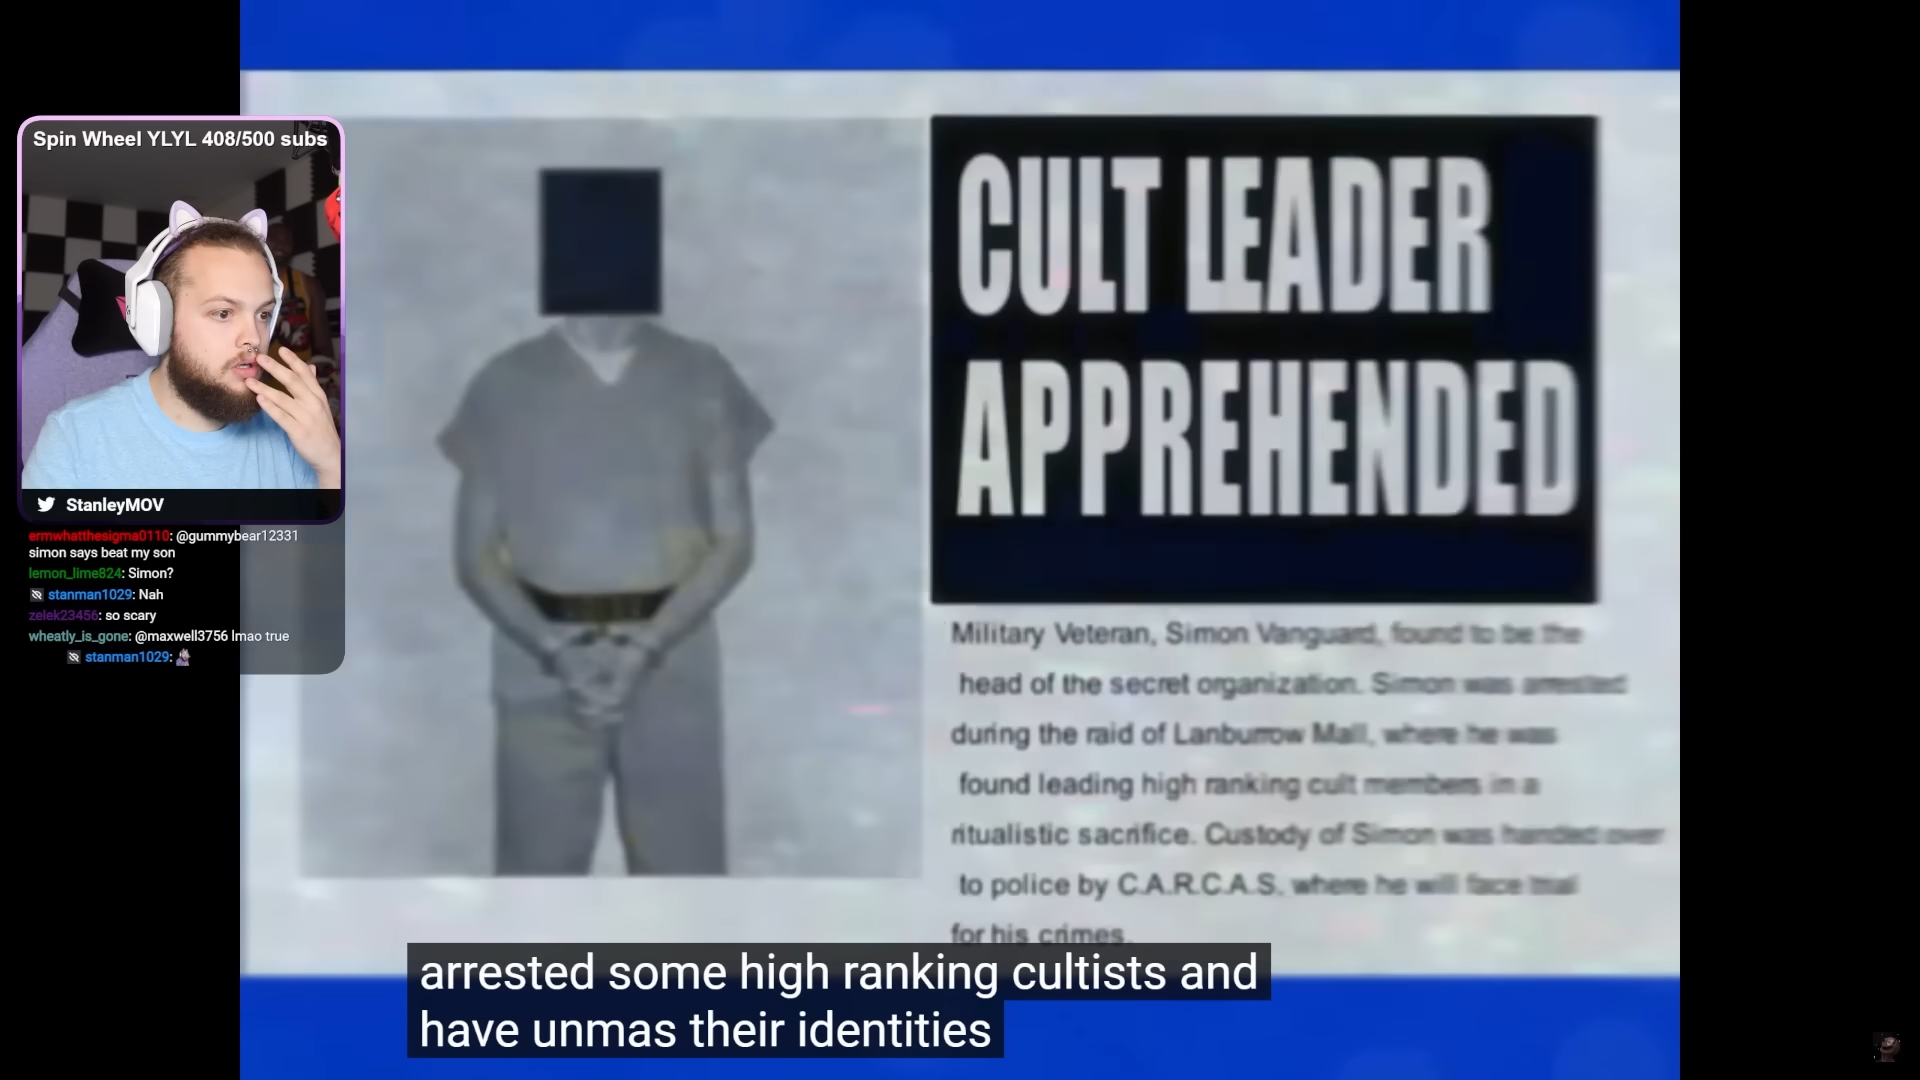 Spin Wheel YLYL 408/500 subs
StanleyMOV
ermwhatthesigma0110: @gummybear12331
simon says beat my son
lemon_lime824: Simon?
stanman1029: Nah
zelek23456: so scary
wheatly_is_gone: @maxwell3756 lmao true
stanman1029:
CULT LEADER
APPREHENDED
Military Veteran, Simon Vanguard, found to be the
head of the secret organization. Simon was arrested
during the raid of Lanburrow Mall, where he was
found leading high ranking cult members in a
ritualistic sacrifice. Custody of Simon was handed over
to police by C.A.R.C.A.S. where he will face trial
for his crimes.
arrested some high ranking cultists and
have unmas their identities